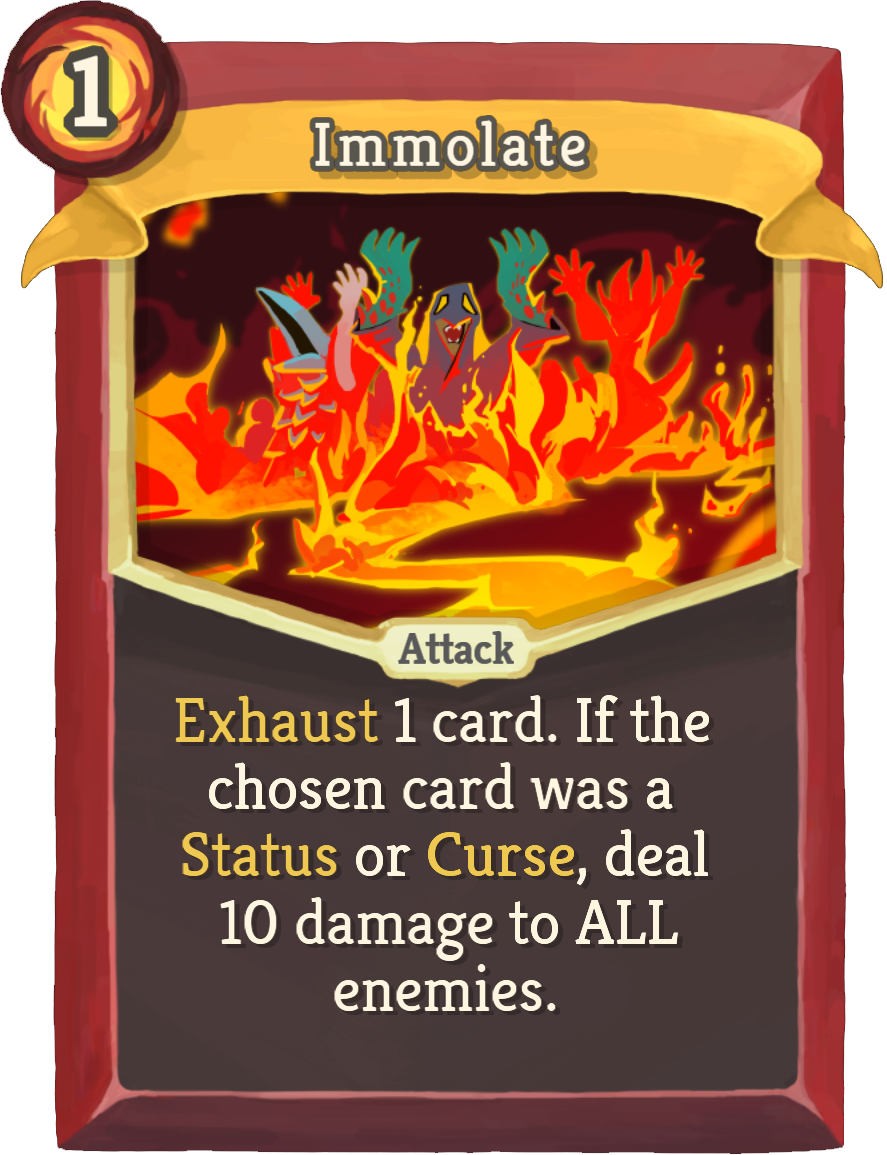 1
Immolate
Attack
Exhaust 1 card. If the
chosen card was a
Status or Curse, deal
10 damage to ALL
enemies.